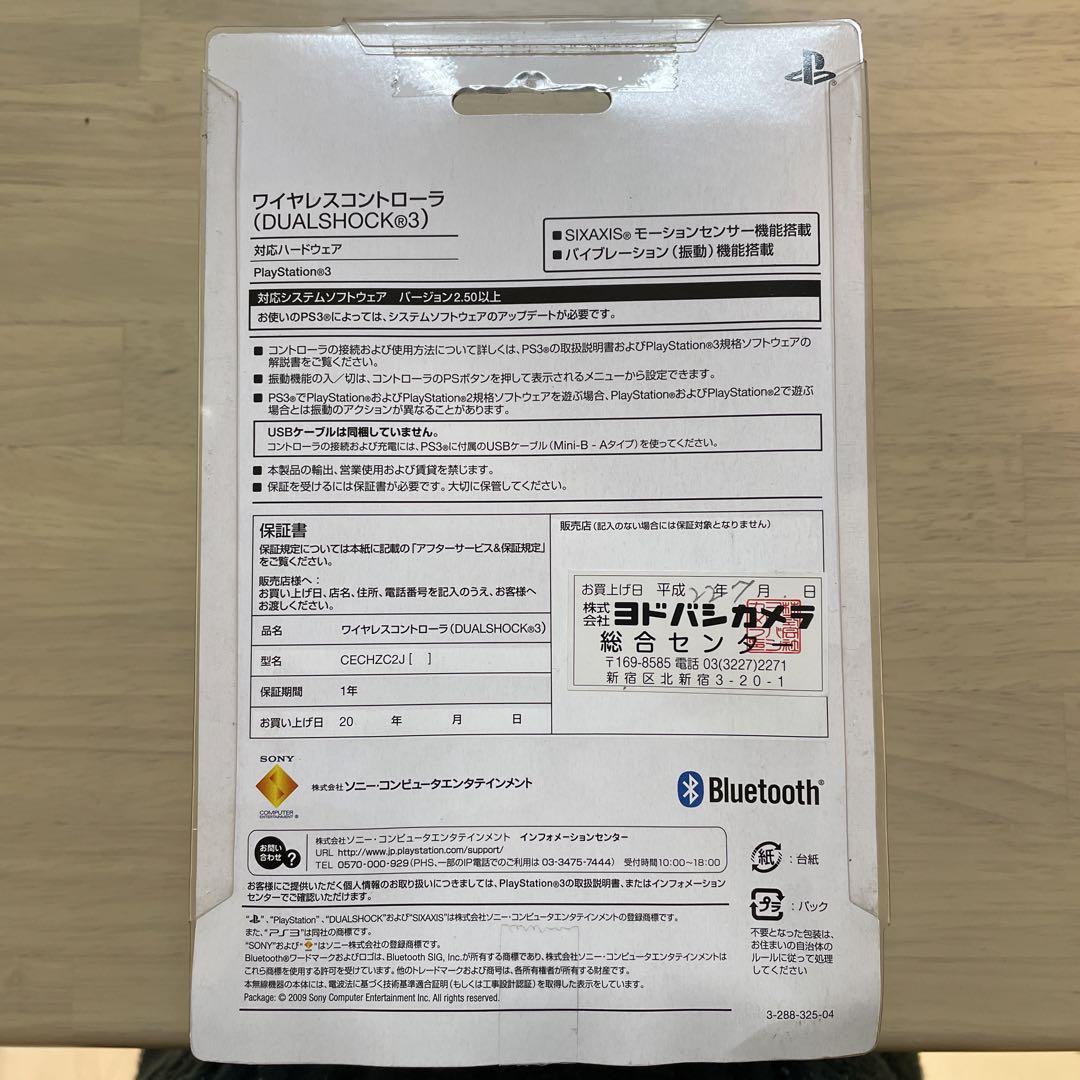 ワイヤレスコントローラ
(DUALSHOCK®3)
対応ハードウェア
PlayStation®3
■ SIXAXIS® モーションセンサー機能搭載
■ バイブレーション(振動)機能搭載
対応システムソフトウェア バージョン2.50以上
お使いのPS3®によっては、システムソフトウェアのアップデートが必要です。
■ コントローラの接続および使用方法について詳しくは、PS3®の取扱説明書およびPlayStation®3規格ソフトウェアの
解説書をご覧ください。
■ 振動機能の入/切は、コントローラのPSボタンを押して表示されるメニューから設定できます。
■ PS3®でPlayStation®およびPlayStation®2規格ソフトウェアを遊ぶ場合、PlayStation®およびPlayStation®2で遊ぶ
場合とは振動のアクションが異なることがあります。
USBケーブルは同梱していません。
コントローラの接続および充電には、PS3®に付属のUSBケーブル(Mini-B - Aタイプ)を使ってください。
■ 本製品の輸出、営業使用および賃貸を禁じます。
■ 保証を受けるには保証書が必要です。大切に保管してください。
保証書
保証規定については本紙に記載の「アフターサービス&保証規定」
をご覧ください。
販売店様へ:
お買い上げ日、店名、住所、電話番号を記入のうえ、お客様へ
お渡しください。
品名 ワイヤレスコントローラ(DUALSHOCK®3)
型名 CECHZC2J [ ]
保証期間 1年
お買い上げ日 20 年 月 日
販売店(記入のない場合には保証対象となりません)
お買上げ日 平成 22年 7月 日
株式会社 ヨドバシカメラ
総合センター
〒169-8585 電話 03(3227)2271
新宿区北新宿3-20-1
SONY
COMPUTER
ENTERTAINMENT®
株式会社 ソニー・コンピュータエンタテインメント
Bluetooth®
お問い
合わせ ?
株式会社 ソニー・コンピュータエンタテインメント インフォメーションセンター
URL http://www.jp.playstation.com/support/
TEL 0570-000-929(PHS、一部のIP電話でのご利用は 03-3475-7444) 受付時間10:00~18:00
お客様にご提供いただく個人情報のお取り扱いにつきましては、PlayStation®3の取扱説明書、またはインフォメーション
センターでご確認いただけます。
紙 : 台紙
プラ : パック
不要となった包装は、
お住まいの自治体の
ルールに従って処理
してください
"", "PlayStation"、"DUALSHOCK"および"SIXAXIS"は株式会社ソニー・コンピュータエンタテインメントの登録商標です。
また、"PS3"は同社の商標です。
"SONY"および""はソニー株式会社の登録商標です。
Bluetooth®ワードマークおよびロゴは、Bluetooth SIG, Inc.が所有する商標であり、株式会社ソニー・コンピュータエンタテインメントは
これら商標を使用する許可を受けています。他のトレードマークおよび商号は、各所有権者が所有する財産です。
本無線機器の本体には、電波法に基づく技術基準適合証明(もしくは工事設計認証)を取得した表示をしています。
Package: © 2009 Sony Computer Entertainment Inc. All rights reserved.
3-288-325-04